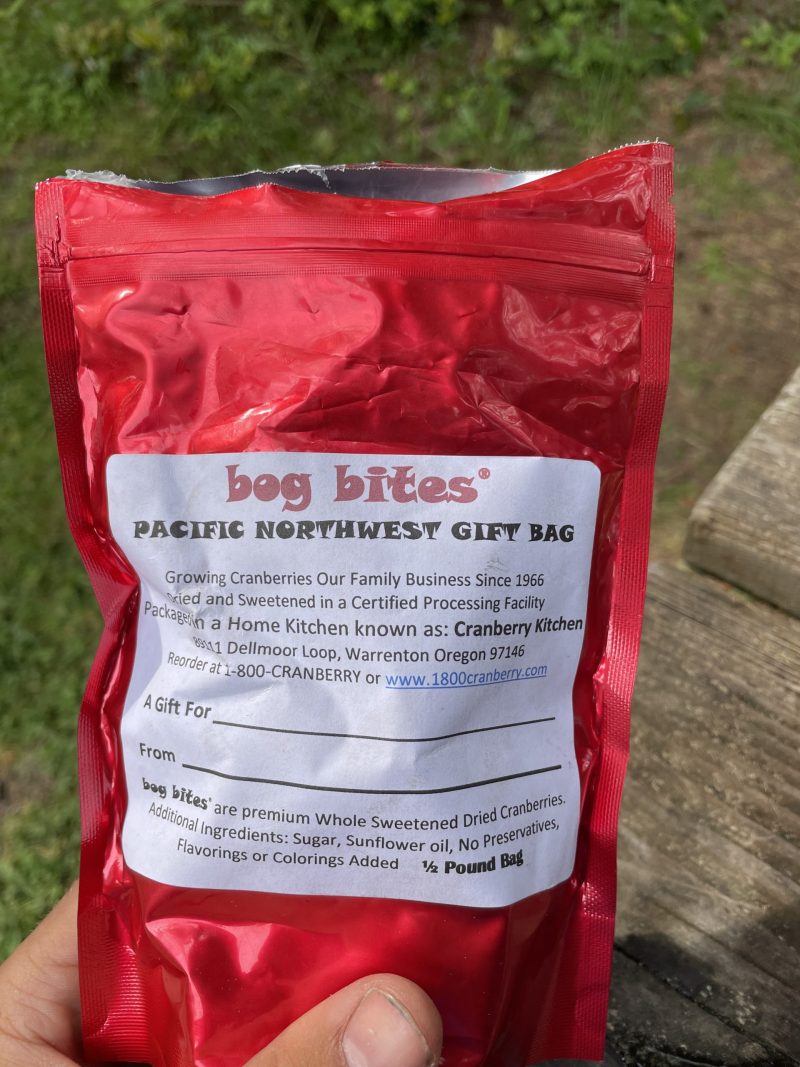 bog bites®
PACIFIC NORTHWEST GIFT BAG
Growing Cranberries Our Family Business Since 1966
Dried and Sweetened in a Certified Processing Facility
Packaged in a Home Kitchen known as: Cranberry Kitchen
Dellmoor Loop, Warrenton Oregon 97146
Reorder at 1-800-CRANBERRY or www.1800cranberry.com
A Gift For
From
bog bites® are premium Whole Sweetened Dried Cranberries.
Additional Ingredients: Sugar, Sunflower oil, No Preservatives,
Flavorings or Colorings Added ½ Pound Bag